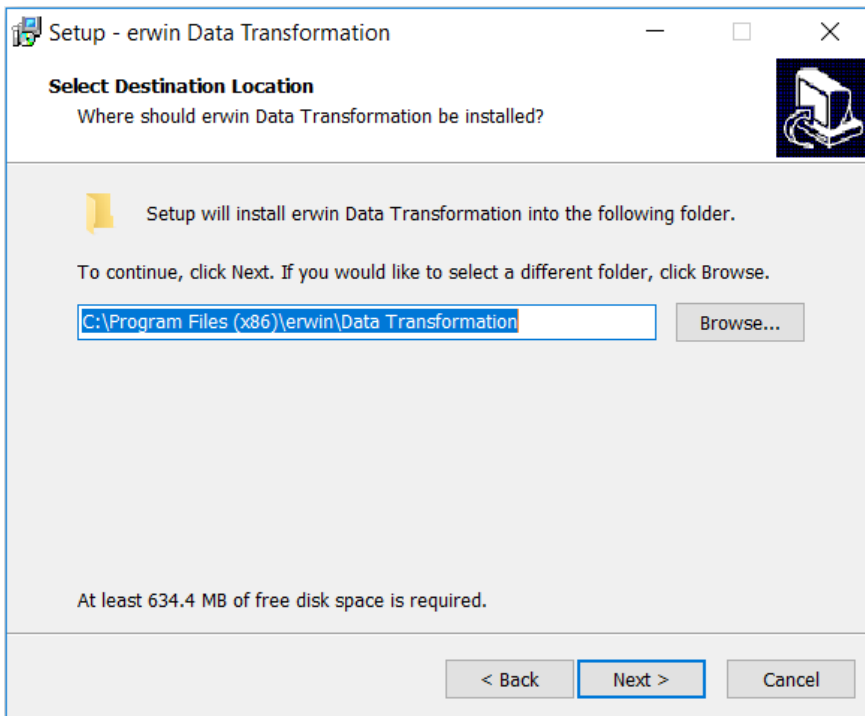 Setup - erwin Data Transformation
Select Destination Location
Where should erwin Data Transformation be installed?
Setup will install erwin Data Transformation into the following folder.
To continue, click Next. If you would like to select a different folder, click Browse.
C:\Program Files (x86)\erwin\Data Transformation
Browse...
At least 634.4 MB of free disk space is required.
< Back
Next >
Cancel